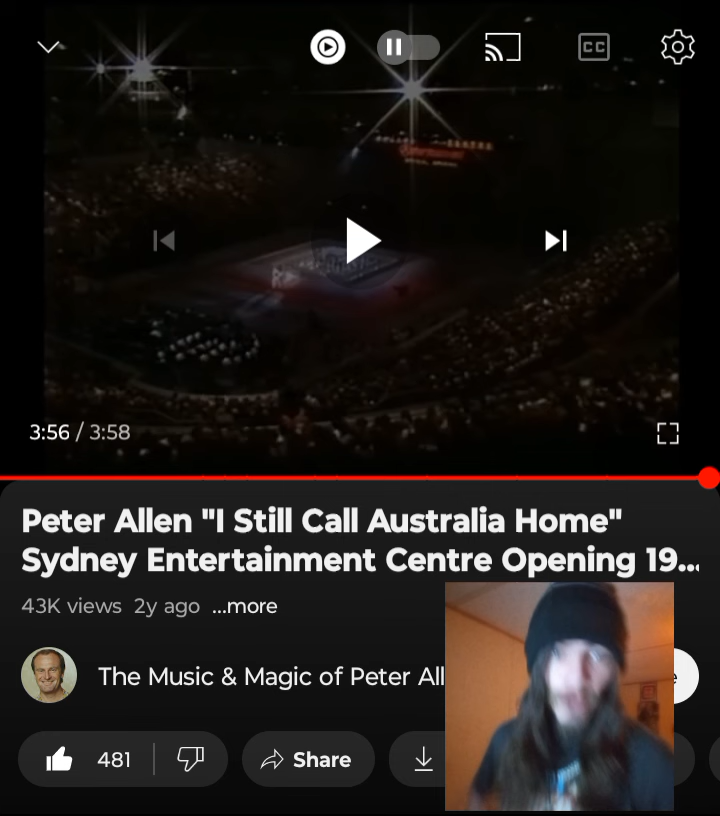 CC
3:56 / 3:58
Peter Allen "I Still Call Australia Home"
Sydney Entertainment Centre Opening 19...
43K views 2y ago ...more
The Music & Magic of Peter All
e
481
Share